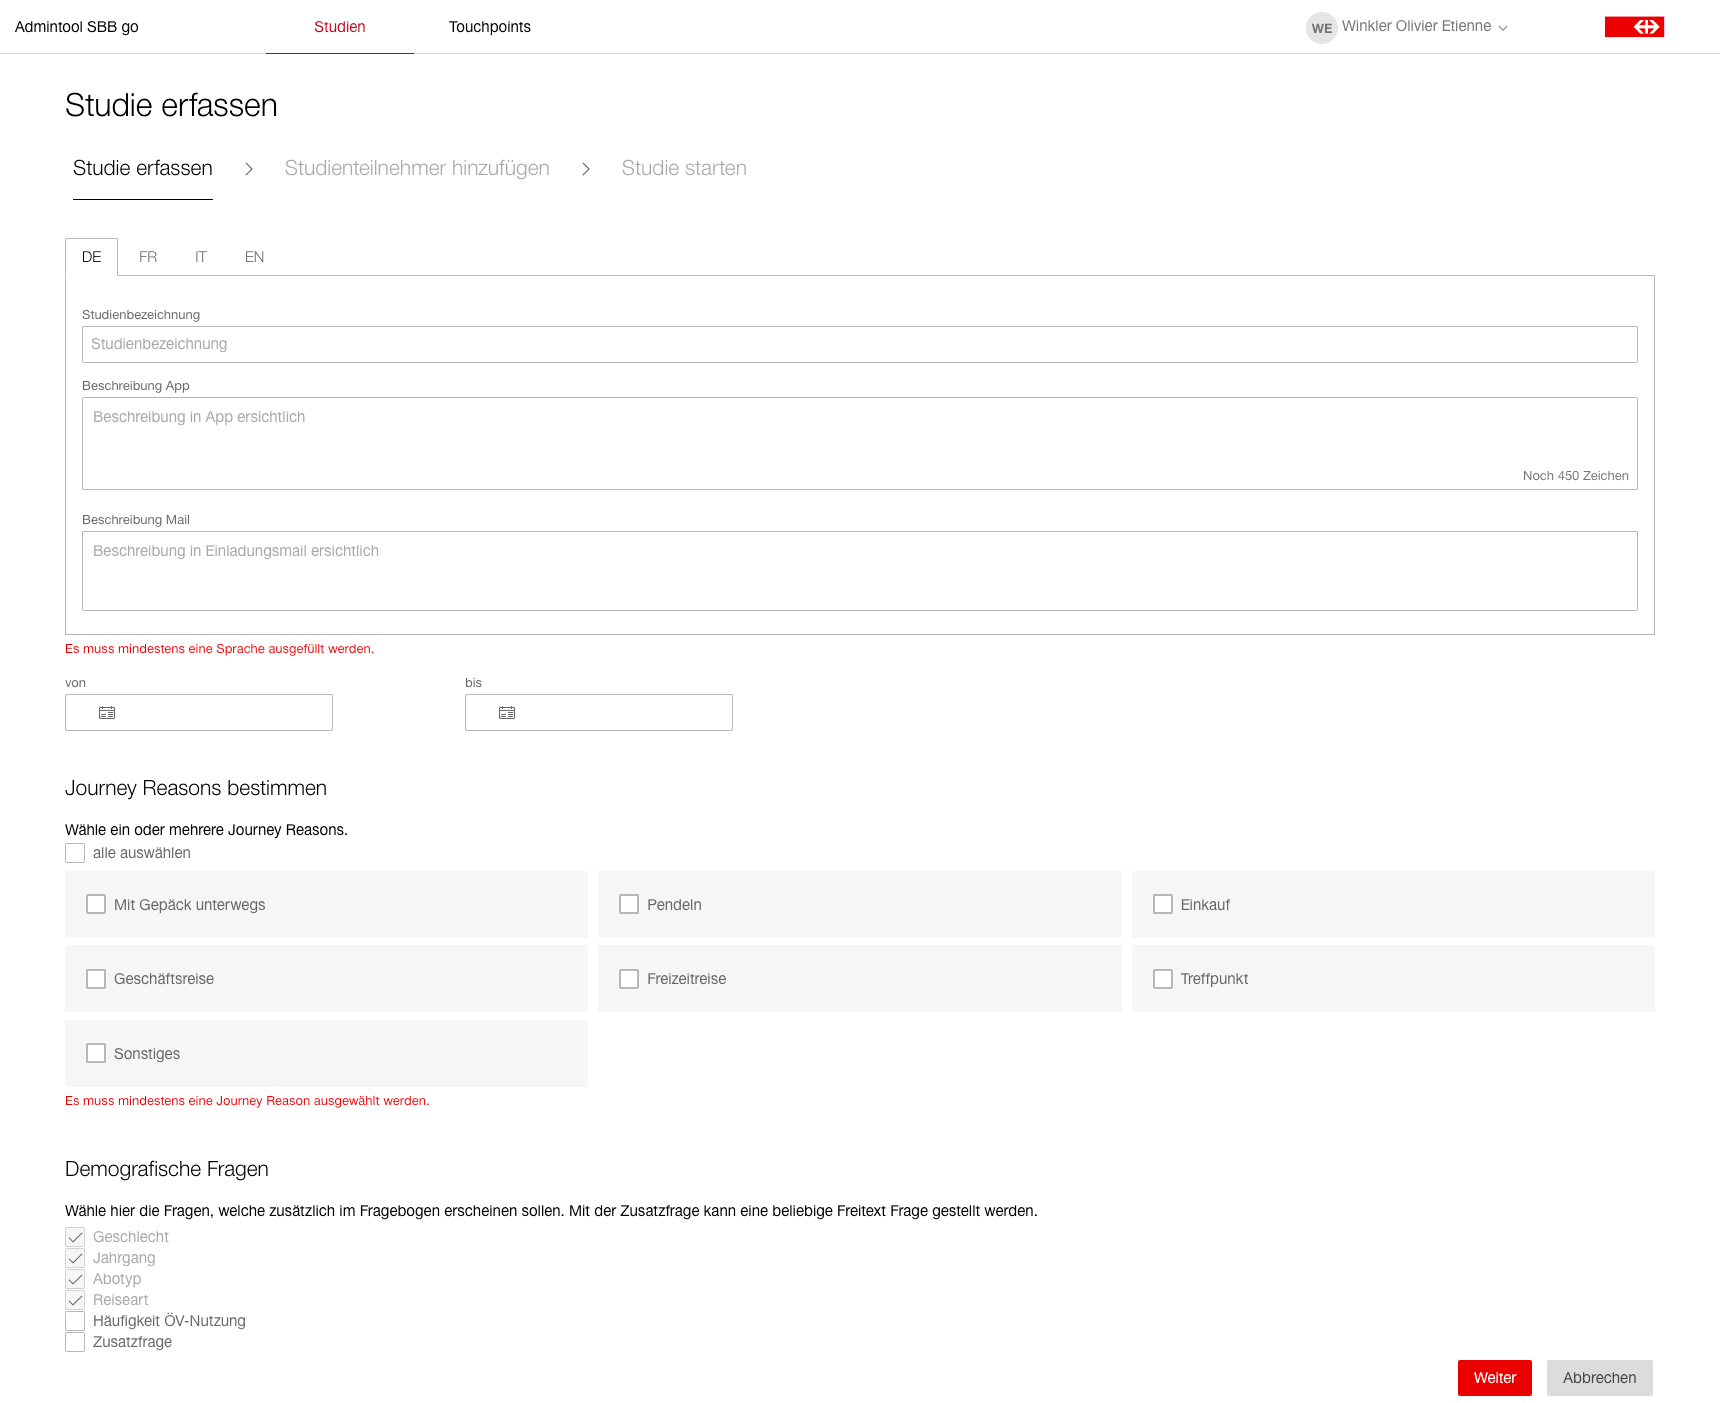 Admintool SBB go
Studien
Touchpoints
WE
Winkler Olivier Etienne
Studie erfassen
Studie erfassen
Studienteilnehmer hinzufügen
Studie starten
DE
FR
IT
EN
Studienbezeichnung
Studienbezeichnung
Beschreibung App
Beschreibung in App ersichtlich
Noch 450 Zeichen
Beschreibung Mail
Beschreibung in Einladungsmail ersichtlich
Es muss mindestens eine Sprache ausgefüllt werden.
von
bis
Journey Reasons bestimmen
Wähle ein oder mehrere Journey Reasons.
alle auswählen
Mit Gepäck unterwegs
Pendeln
Einkauf
Geschäftsreise
Freizeitreise
Treffpunkt
Sonstiges
Es muss mindestens eine Journey Reason ausgewählt werden.
Demografische Fragen
Wähle hier die Fragen, welche zusätzlich im Fragebogen erscheinen sollen. Mit der Zusatzfrage kann eine beliebige Freitext Frage gestellt werden.
Geschlecht
Jahrgang
Abotyp
Reiseart
Häufigkeit ÖV-Nutzung
Zusatzfrage
Weiter
Abbrechen